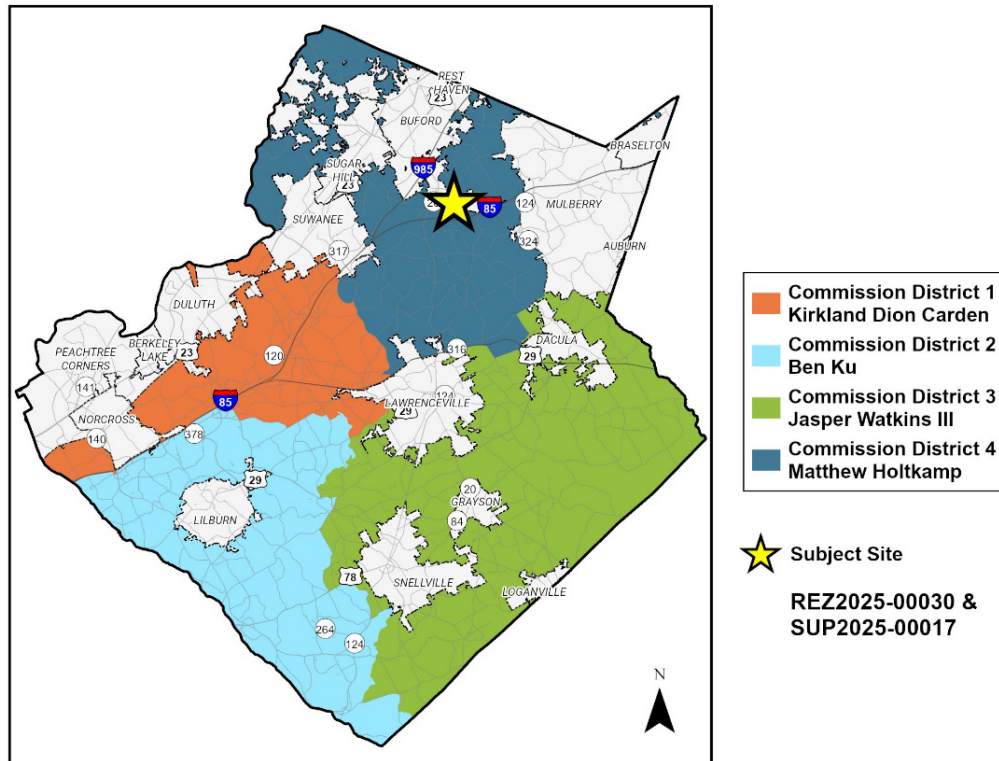 REST
HAVEN
23
BUFORD
BRASELTON
985
SUGAR
HILL
23
20
85
124
MULBERRY
SUWANEE
324
AUBURN
317
DULUTH
BERKELEY
LAKE
23
PEACHTREE
CORNERS
141
120
316
DACULA
29
85
124
29
LAWRENCEVILLE
NORCROSS
140
378
29
20
GRAYSON
84
LILBURN
78
SNELLVILLE
LOGANVILLE
264
124
N
Commission District 1
Kirkland Dion Carden
Commission District 2
Ben Ku
Commission District 3
Jasper Watkins III
Commission District 4
Matthew Holtkamp
Subject Site
REZ2025-00030 &
SUP2025-00017